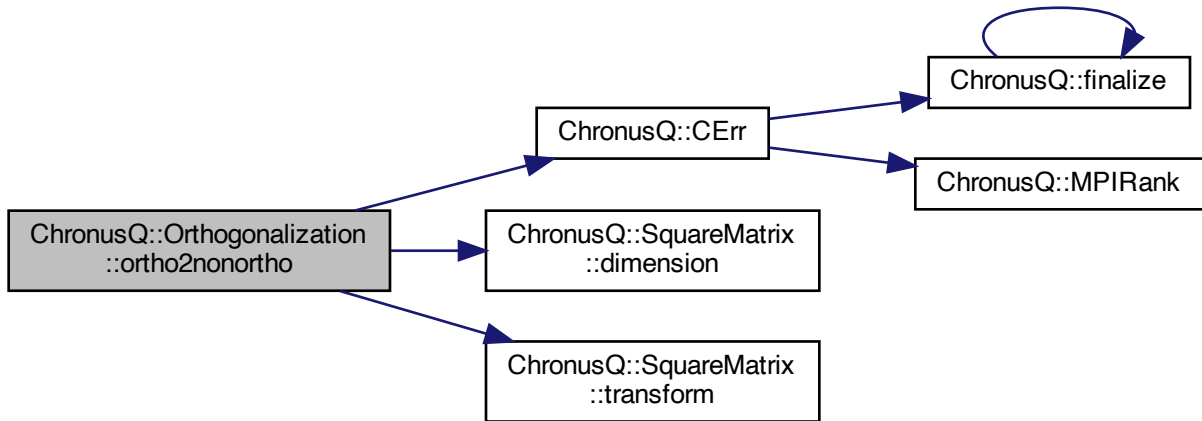 ChronusQ::finalize
ChronusQ::CErr
ChronusQ::MPIRank
ChronusQ::Orthogonalization
::ortho2nonortho
ChronusQ::SquareMatrix
::dimension
ChronusQ::SquareMatrix
::transform